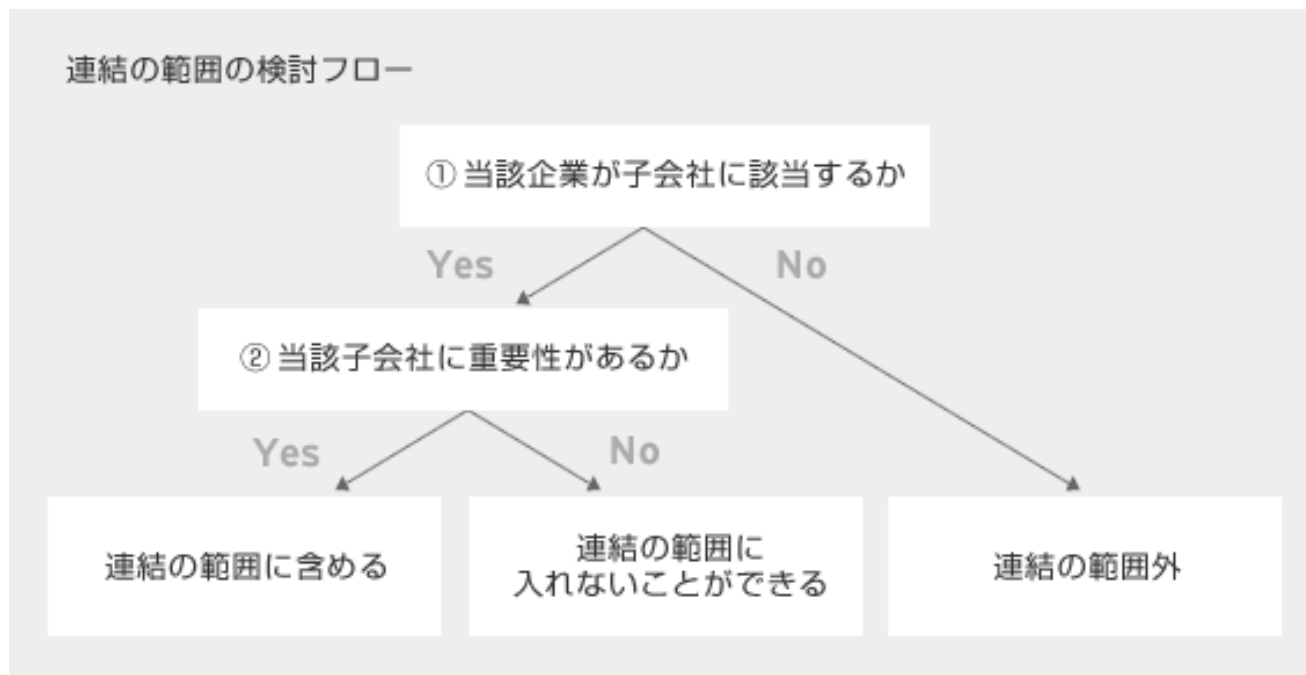 連結の範囲の検討フロー
① 当該企業が子会社に該当するか
Yes
No
② 当該子会社に重要性があるか
Yes
No
連結の範囲に含める
連結の範囲に
入れないことができる
連結の範囲外